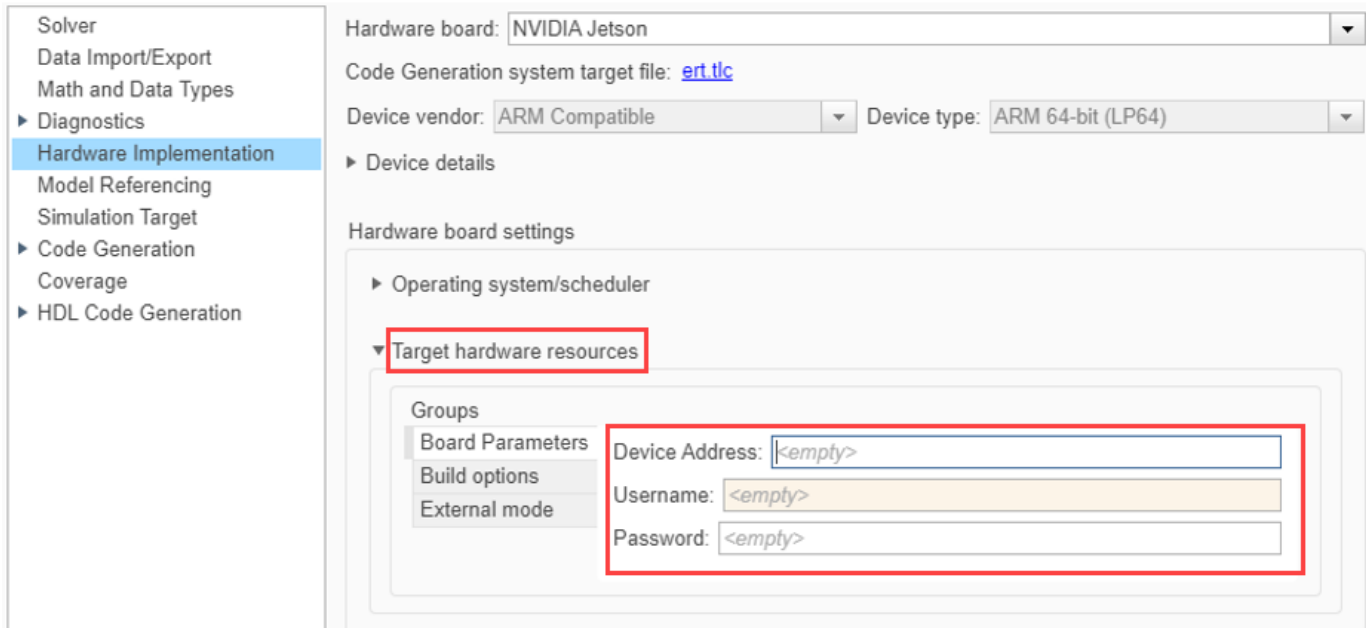 Solver
Data Import/Export
Math and Data Types
Diagnostics
Hardware Implementation
Model Referencing
Simulation Target
Code Generation
Coverage
HDL Code Generation
Hardware board: NVIDIA Jetson
Code Generation system target file: ert.tlc
Device vendor: ARM Compatible Device type: ARM 64-bit (LP64)
Device details
Hardware board settings
Operating system/scheduler
Target hardware resources
Groups
Board Parameters
Build options
External mode
Device Address: <empty>
Username: <empty>
Password: <empty>